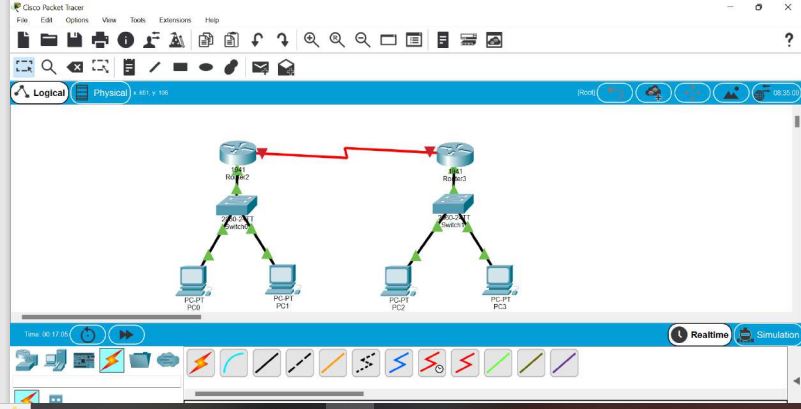 Cisco Packet Tracer
File Edit Options View Tools Extensions Help
Logical Physical x: 651, y: 106 [Root] 08:35:00
1941
Router2
1941
Router3
2960-24TT
Switch0
2960-24TT
Switch1
PC-PT
PC0
PC-PT
PC1
PC-PT
PC2
PC-PT
PC3
Time: 00:17:05 Realtime Simulation